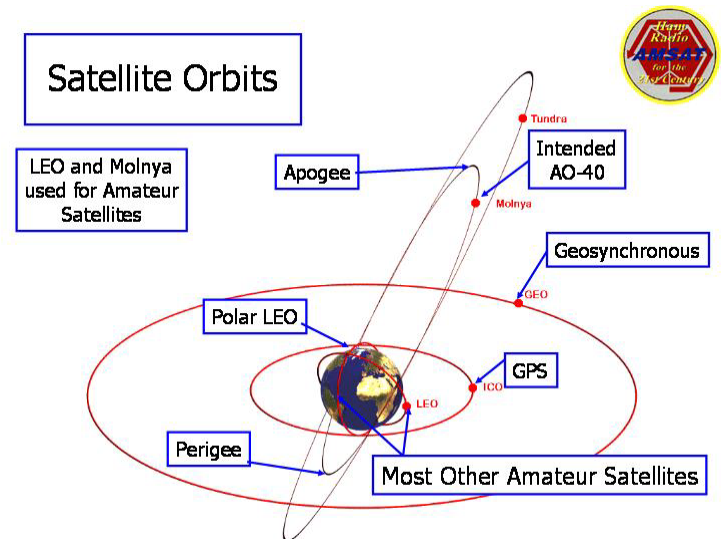 Satellite Orbits
Ham
Radio
AMSAT
for the
21st Century
Tundra
Intended
AO-40
LEO and Molnya
used for Amateur
Satellites
Apogee
Molnya
Geosynchronous
GEO
Polar LEO
GPS
ICO
LEO
Perigee
Most Other Amateur Satellites